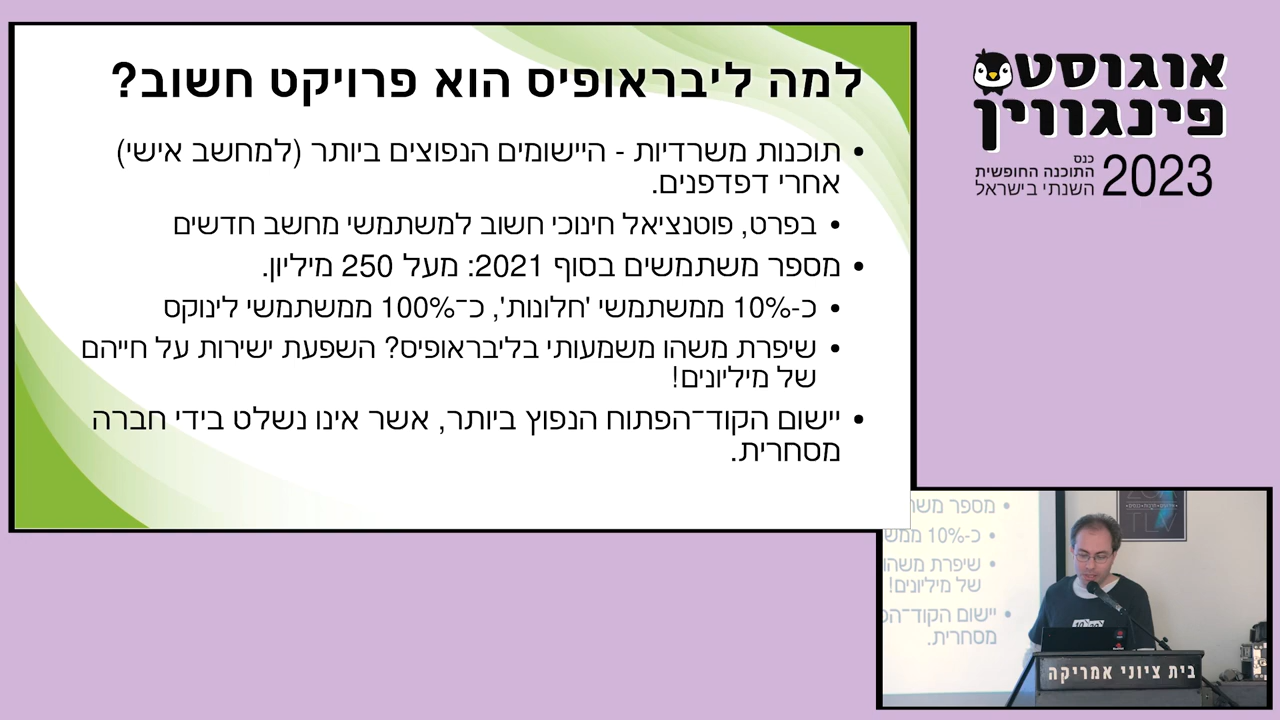 למה ליבראופיס הוא פרויקט חשוב?
• תוכנות משרדיות - היישומים הנפוצים ביותר (למחשב אישי)
אחרי דפדפנים.
• בפרט, פוטנציאל חינוכי חשוב למשתמשי מחשב חדשים
• מספר משתמשים בסוף 2021: מעל 250 מיליון.
• כ-10% ממשתמשי 'חלונות', כ־100% ממשתמשי לינוקס
• שיפרת משהו משמעותי בליבראופיס? השפעת ישירות על חייהם
של מיליונים!
• יישום הקוד־הפתוח הנפוץ ביותר, אשר אינו נשלט בידי חברה
מסחרית.
אוגוסט
פינגווין
2023
כנס
התוכנה החופשית
השנתי בישראל
• מספר משת
• כ-10% ממש
• שיפרת משהו
של מיליונים!
• יישום הקוד־הפ
מסחרית.
TLV
בית ציוני אמריקה